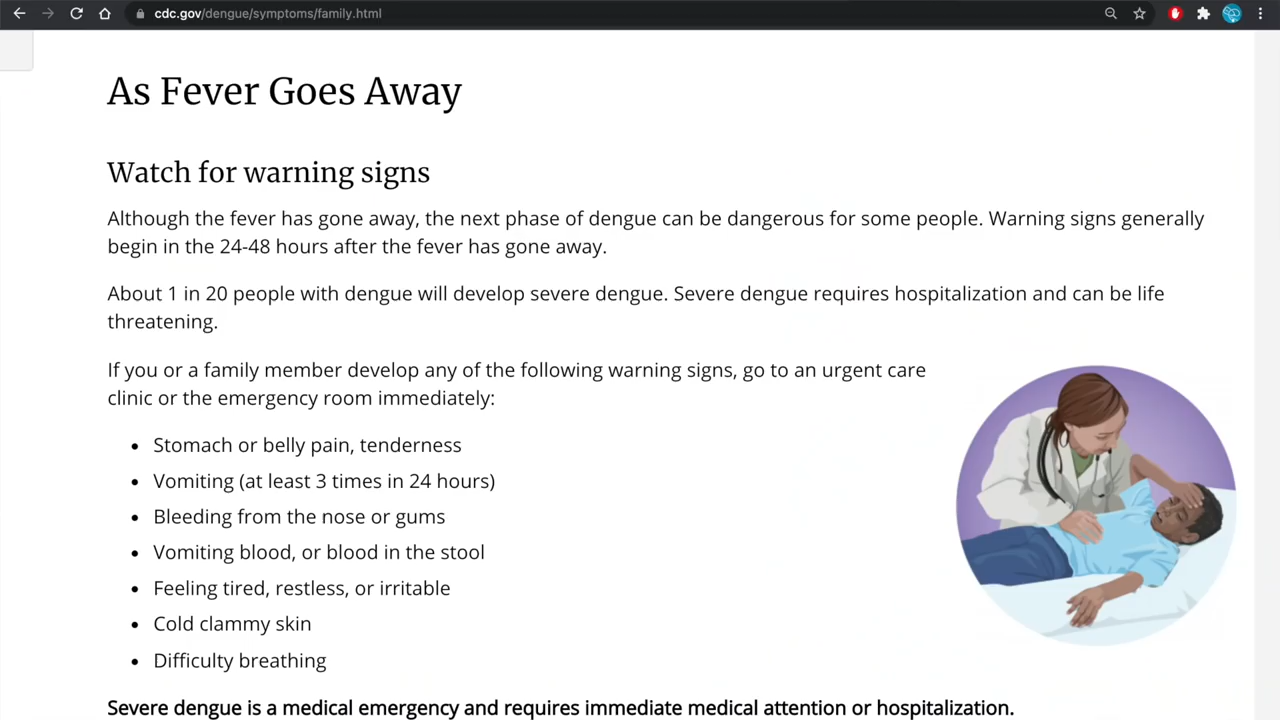 cdc.gov/dengue/symptoms/family.html
As Fever Goes Away
Watch for warning signs
Although the fever has gone away, the next phase of dengue can be dangerous for some people. Warning signs generally
begin in the 24-48 hours after the fever has gone away.
About 1 in 20 people with dengue will develop severe dengue. Severe dengue requires hospitalization and can be life
threatening.
If you or a family member develop any of the following warning signs, go to an urgent care
clinic or the emergency room immediately:
• Stomach or belly pain, tenderness
• Vomiting (at least 3 times in 24 hours)
• Bleeding from the nose or gums
• Vomiting blood, or blood in the stool
• Feeling tired, restless, or irritable
• Cold clammy skin
• Difficulty breathing
Severe dengue is a medical emergency and requires immediate medical attention or hospitalization.